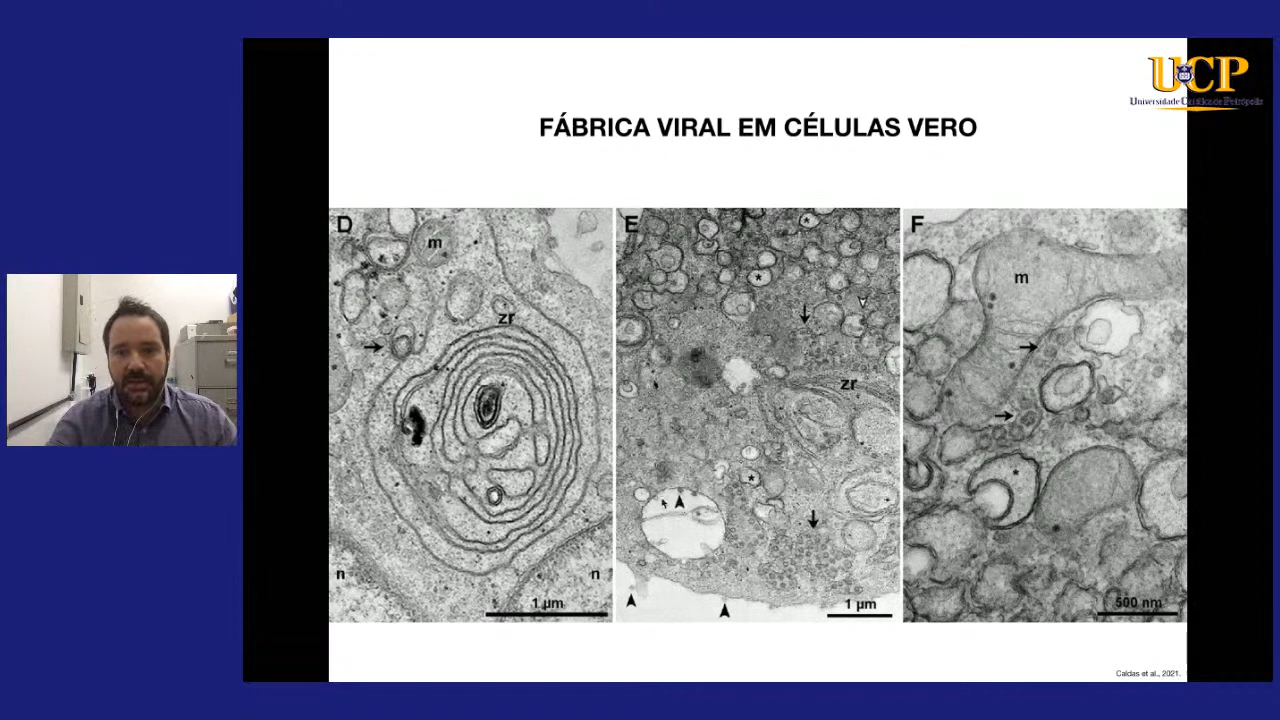 UCP
Universidade Católica de Petrópolis
FÁBRICA VIRAL EM CÉLULAS VERO
D
m
zr
n
n
1 µm
E
*
*
zr
*
1 µm
F
m
*
500 nm
Caldas et al., 2021.